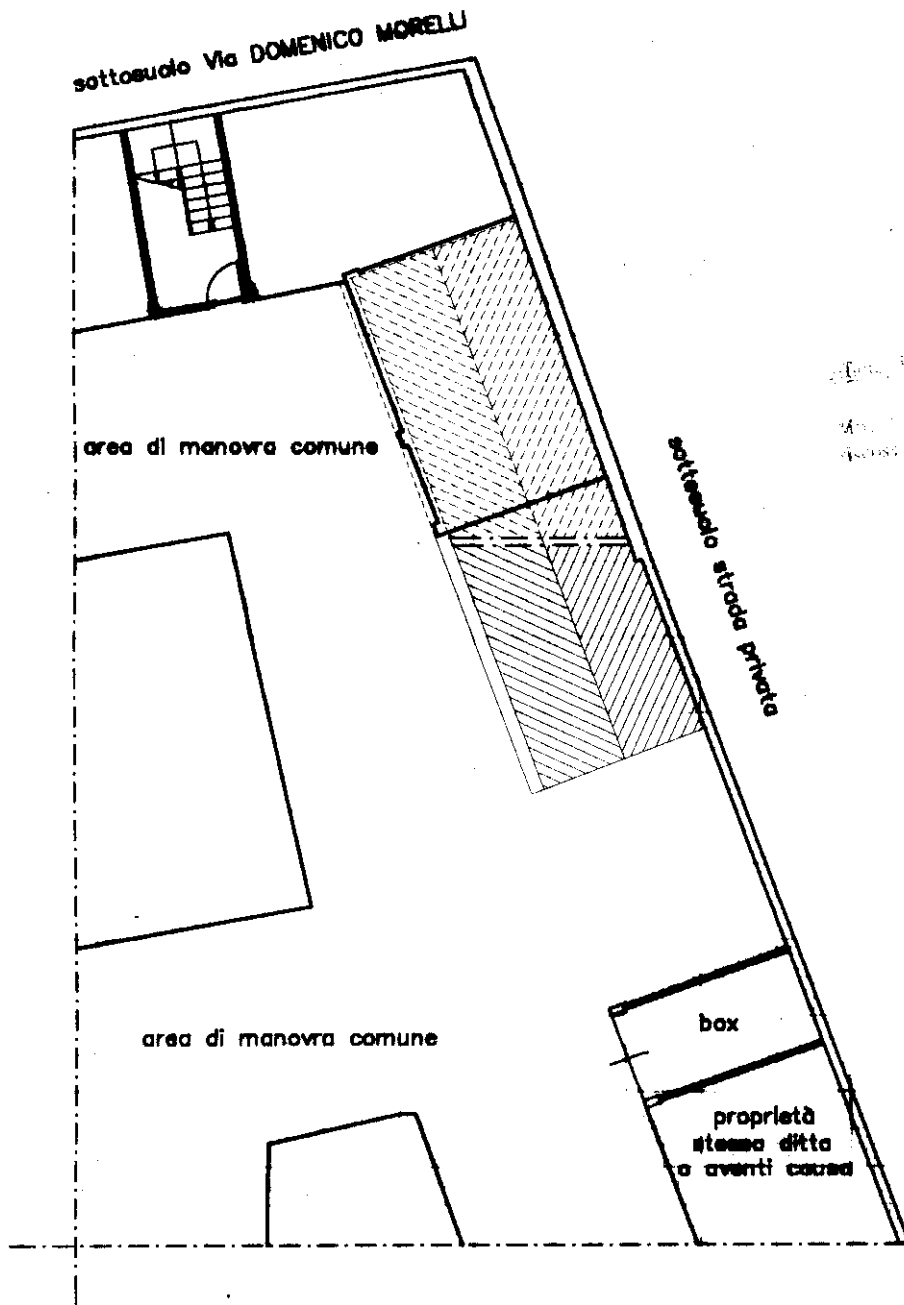 sottosuolo Via DOMENICO MORELLI
area di manovra comune
sottosuolo strada privata
area di manovra comune
box
proprietà
stessa ditta
o aventi causa